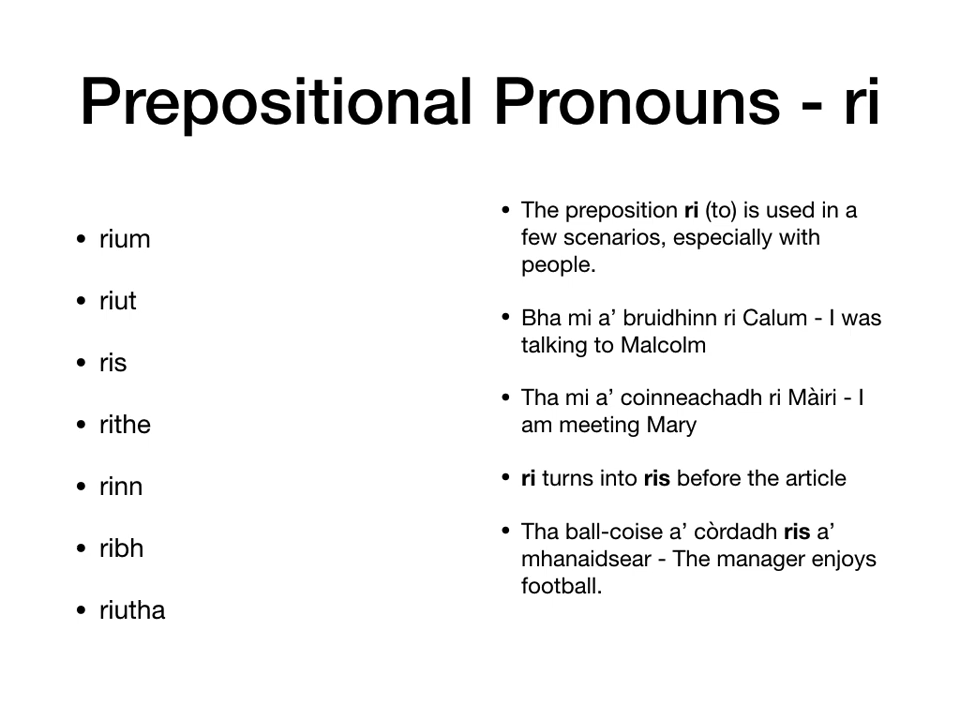 Prepositional Pronouns - ri
• rium
• riut
• ris
• rithe
• rinn
• ribh
• riutha
• The preposition ri (to) is used in a
few scenarios, especially with
people.
• Bha mi a’ bruidhinn ri Calum - I was
talking to Malcolm
• Tha mi a’ coinneachadh ri Màiri - I
am meeting Mary
• ri turns into ris before the article
• Tha ball-coise a’ còrdadh ris a’
mhanaidsear - The manager enjoys
football.